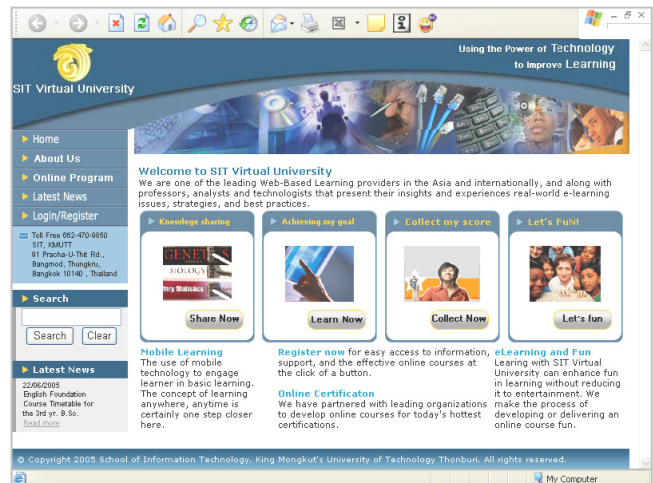 Using the Power of Technology
to Improve Learning
SIT Virtual University
Home
About Us
Online Program
Latest News
Login/Register
Toll Free 662-470-9850
SIT, KMUTT
91 Pracha-U-Thit Rd.,
Bangmod, Thungkru,
Bangkok 10140 , Thailand
Search
Search
Clear
Latest News
22/06/2005
English Foundation
Course Timetable for
the 3rd yr. B.Sc.
Read more
Welcome to SIT Virtual University
We are one of the leading Web-Based Learning providers in the Asia and internationally, and along with
professors, analysts and technologists that present their insights and experiences real-world e-learning
issues, strategies, and best practices.
Knowlege sharing
GENETICS
BIOLOGY
try Statistics
Share Now
Achieving my goal
Learn Now
Collect my score
Collect Now
Let's FuN!
Let's fun
Mobile Learning
The use of mobile
technology to engage
learner in basic learning.
The concept of learning
anywhere, anytime is
certainly one step closer
here.
Register now for easy access to information,
support, and the effective online courses at
the click of a button.
Online Certificaton
We have partnered with leading organizations
to develop online courses for today's hottest
certifications.
eLearning and Fun
Learing with SIT Virtual
University can enhance fun
in learning without reducing
it to entertainment. We
make the process of
developing or delivering an
online course fun.
© Copyright 2005 School of Information Technology, King Mongkut's University of Technology Thonburi. All rights reserved.
My Computer